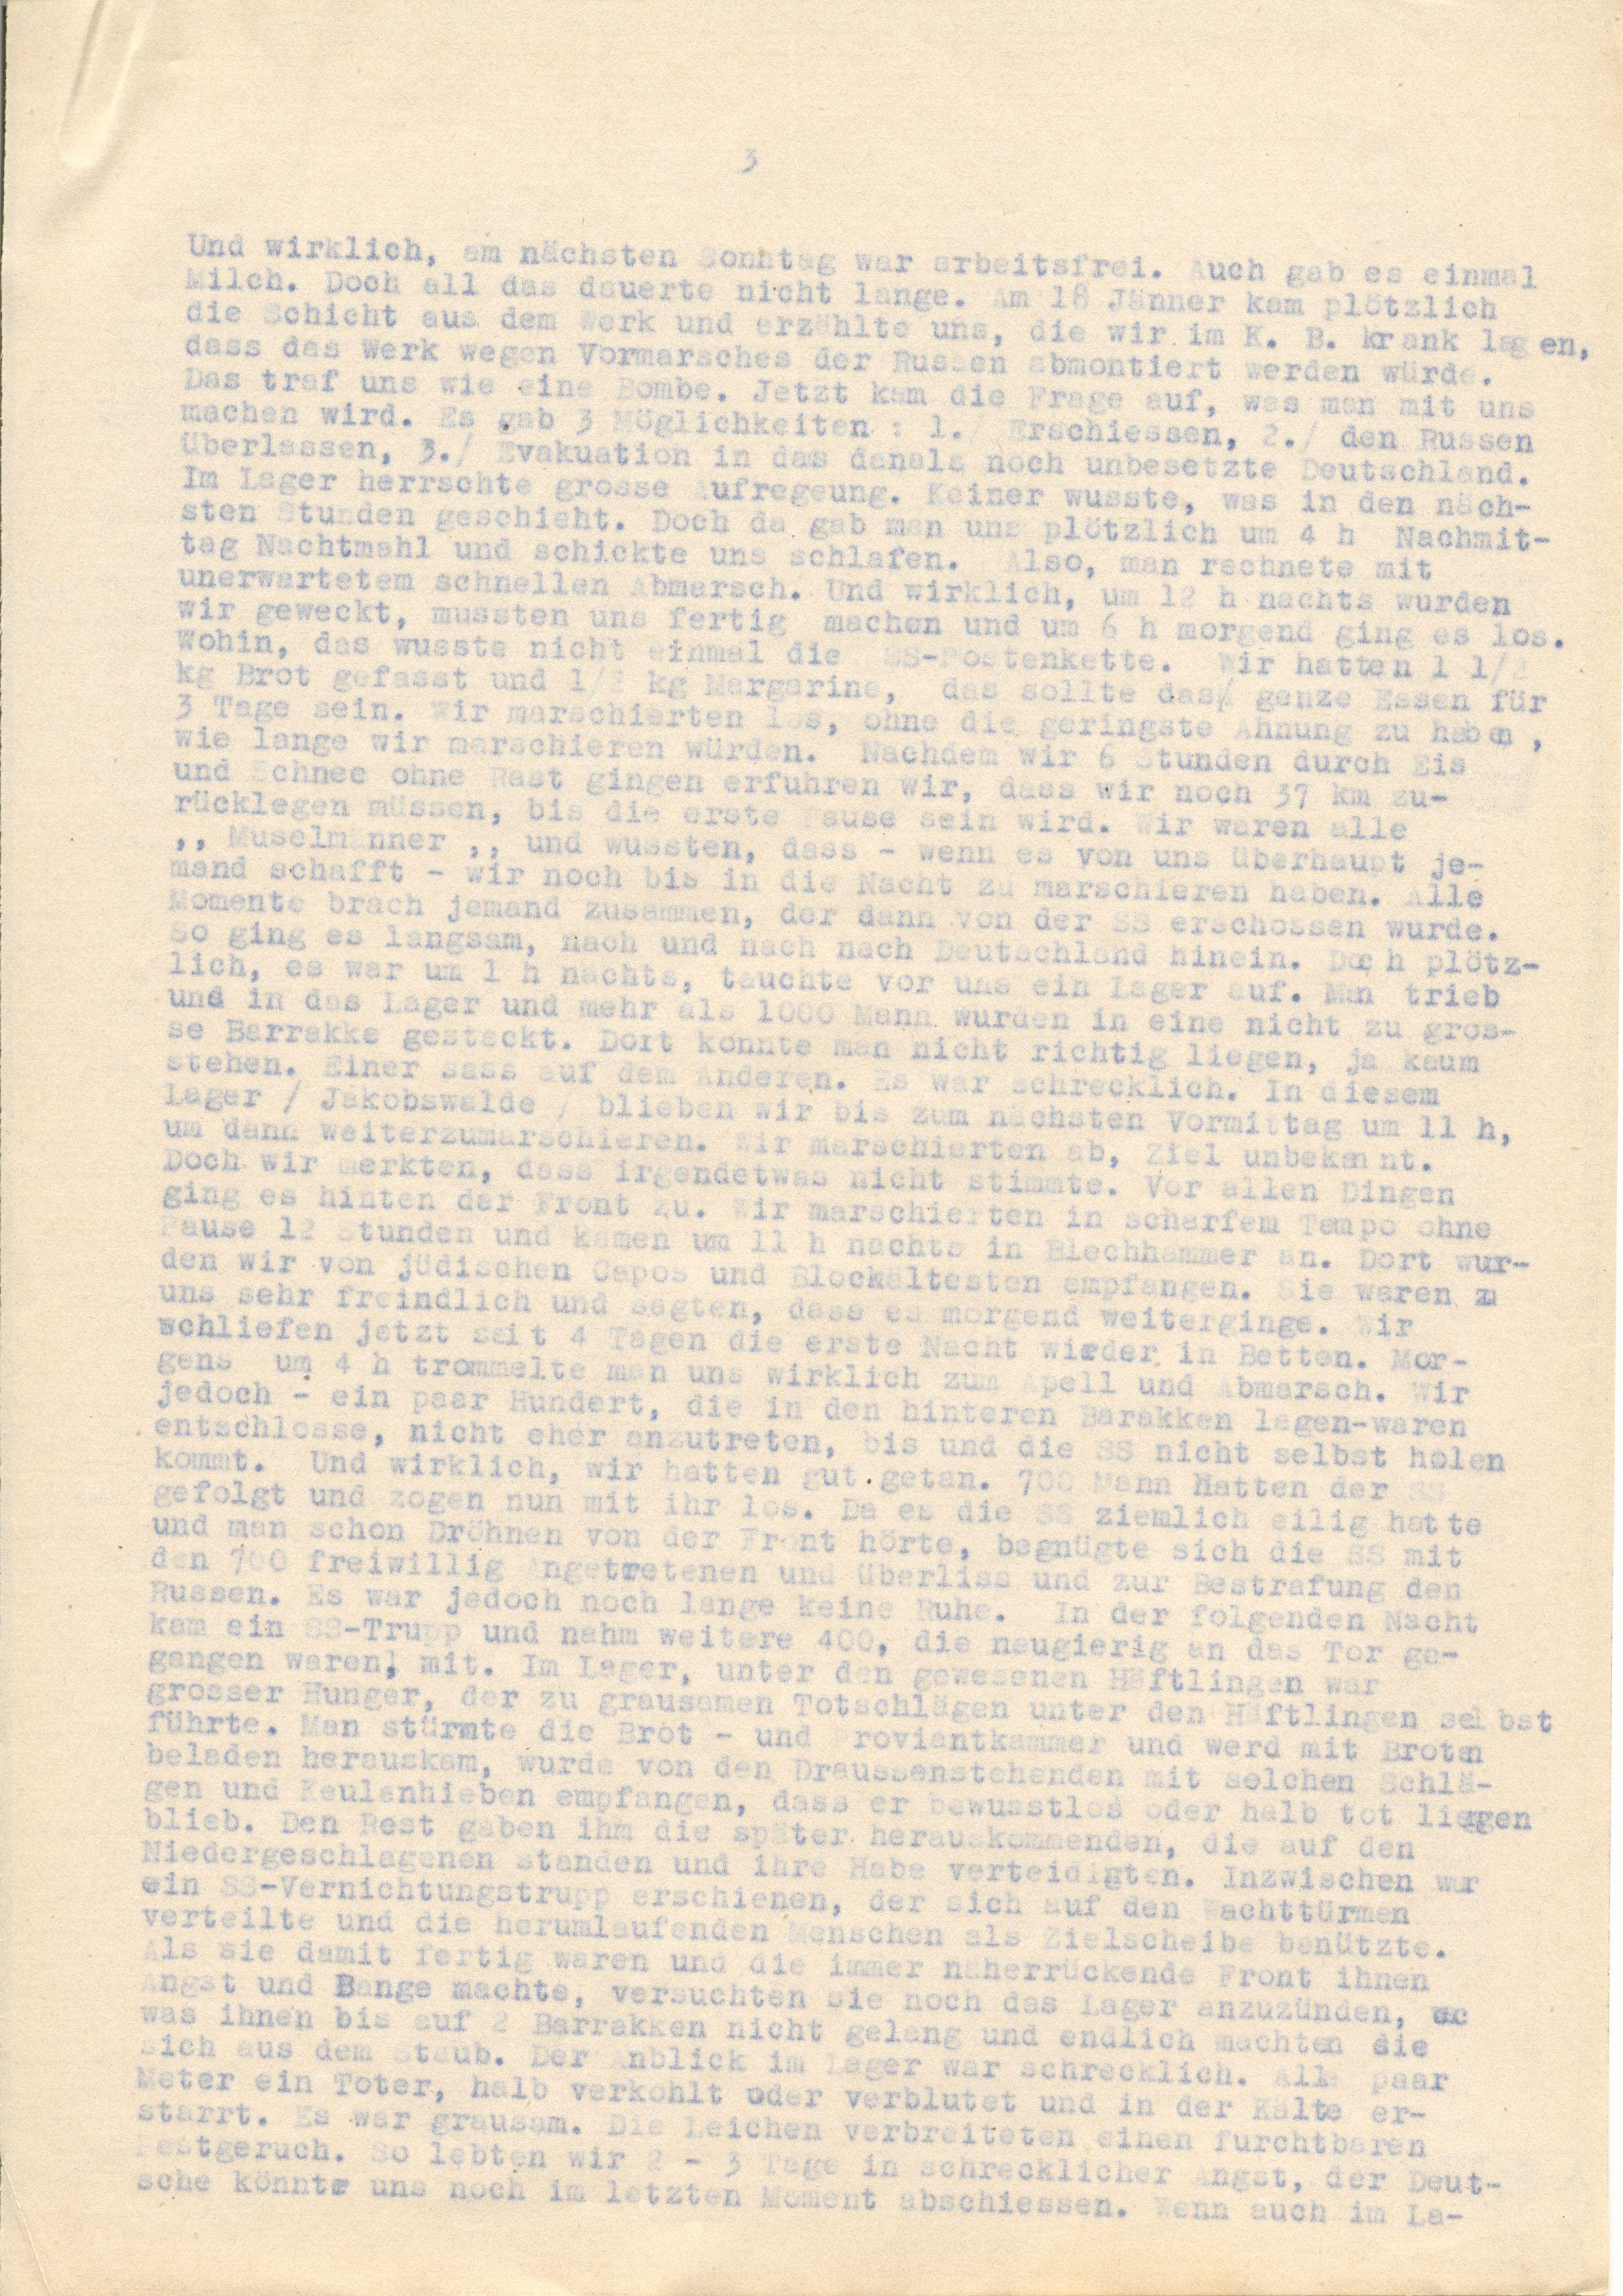 3
Und wirklich, am nächsten Sonntag war arbeitsfrei. Auch gab es einmal
Milch. Doch all das dauerte nicht lange. Am 18 Jänner kam plötzlich
die Schicht aus dem Werk und erzählte uns, die wir im K. B. krank lagen,
dass das Werk wegen Vormarsches der Russen abmontiert werden würde.
Das traf uns wie eine Bombe. Jetzt kam die Frage auf, was man mit uns
machen wird. Es gab 3 Möglichkeiten : 1./ Erschiessen, 2./ den Russen
überlassen, 3./ Evakuation in das danals noch unbesetzte Deutschland.
Im Lager herrschte grosse Aufregeung. Keiner wusste, was in den näch-
sten Stunden geschieht. Doch da gab man uns plötzlich um 4 h Nachmit-
tag Nachtmahl und schickte uns schlafen. Also, man rechnete mit
unerwartetem schnellen Abmarsch. Und wirklich, um 12 h nachts wurden
wir geweckt, mussten uns fertig machen und um 6 h morgend ging es los.
Wohin, das wusste nicht einmal die SS-Postenkette. Wir hatten 1 1/2
kg Brot gefasst und 1/2 kg Margarine, das sollte das/ ganze Essen für
3 Tage sein. Wir marschierten los, ohne die geringste Ahnung zu haben ,
wie lange wir marschieren würden. Nachdem wir 6 Stunden durch Eis
und Schnee ohne Rast gingen erfuhren wir, dass wir noch 37 km zu-
rücklegen müssen, bis die erste Pause sein wird. Wir waren alle
,, Muselmänner ,, und wussten, dass - wenn es von uns überhaupt je-
mand schafft - wir noch bis in die Nacht zu marschieren haben. Alle
Momente brach jemand zusammen, der dann von der SS erschossen wurde.
So ging es langsam, nach und nach nach Deutschland hinein. Doch plötz-
lich, es war um 1 h nachts, tauchte vor uns ein Lager auf. Man trieb
uns in das Lager und mehr als 1000 Mann wurden in eine nicht zu gros-
se Barrakke gesteckt. Dort konnte man nicht richtig liegen, ja kaum
stehen. Einer sass auf dem Anderen. Es war schrecklich. In diesem
Lager / Jakobswalde / blieben wir bis zum nächsten Vormittag um 11 h,
um dann weiterzumarschieren. Wir marschierten ab, Ziel unbekannt.
Doch wir merkten, dass irgendetwas nicht stimmte. Vor allen Dingen
ging es hinten der Front zu. Wir marschierten in scharfem Tempo ohne
Pause 12 Stunden und kamen um 11 h nachts in Blechhammer an. Dort wur-
den wir von jüdischen Capos und Blockältesten empfangen. Sie waren zu
uns sehr freindlich und sagten, dass es morgend weiterginge. Wir
schliefen jetzt seit 4 Tagen die erste Nacht wieder in Betten. Mor-
gens um 4 h trommelte man uns wirklich zum Apell und Abmarsch. Wir
jedoch - ein paar Hundert, die in den hinteren Barakken lagen-waren
entschlosse, nicht eher anzutreten, bis und die SS nicht selbst holen
kommt. Und wirklich, wir hatten gut.getan. 700 Mann Hatten der SS
gefolgt und zogen nun mit ihr los. Da es die SS ziemlich eilig hatte
und man schon Dröhnen von der Front hörte, begnügte sich die SS mit
den 700 freiwillig Angetretenen und überliss und zur Bestrafung den
Russen. Es war jedoch noch lange keine Ruhe. In der folgenden Nacht
kam ein SS-Trupp und nahm weitere 400, die neugierig an das Tor ge-
gangen waren, mit. Im Lager, unter den gewesenen Häftlingen war
grosser Hunger, der zu grausamen Totschlägen unter den Häftlingen selbst
führte. Man stürmte die Brot - und Proviantkammer und werd mit Broten
beladen herauskam, wurde von den Draussenstehenden mit solchen Schlä-
gen und Keulenhieben empfangen, dass er bewusstlos oder halb tot liegen
blieb. Den Rest gaben ihm die später herauskommenden, die auf den
Niedergeschlagenen standen und ihre Habe verteidigten. Inzwischen war
ein SS-Vernichtungstrupp erschienen, der sich auf den Wachttürmen
verteilte und die herumlaufenden Menschen als Zielscheibe benützte.
Als sie damit fertig waren und die immer näherrückende Front ihnen
Angst und Bange machte, versuchten sie noch das Lager anzuzünden,
was ihnen bis auf 2 Barrakken nicht gelang und endlich machten sie
sich aus dem Staub. Der Anblick im Lager war schrecklich. Alle paar
Meter ein Toter, halb verkohlt oder verblutet und in der Kälte er-
starrt. Es war grausam. Die Leichen verbreiteten einen furchtbaren
Pestgeruch. So lebten wir 2 - 3 Tage in schrecklicher Angst, der Deut-
sche könnte uns noch im letzten Moment abschiessen. Wenn auch im La-